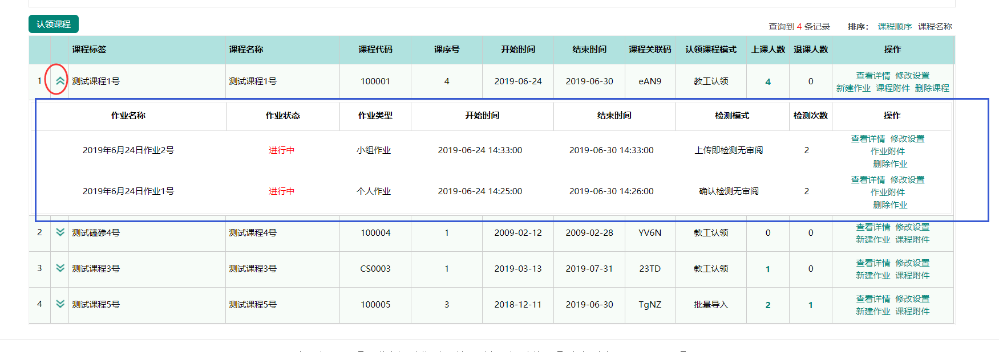 认领课程
查询到 4 条记录 排序： 课程顺序 课程名称
课程标签 课程名称 课程代码 课序号 开始时间 结束时间 课程关联码 认领课程模式 上课人数 退课人数 操作
1 测试课程1号 测试课程1号 100001 4 2019-06-24 2019-06-30 eAN9 教工认领 4 0 查看详情 修改设置
新建作业 课程附件 删除课程
作业名称 作业状态 作业类型 开始时间 结束时间 检测模式 检测次数 操作
2019年6月24日作业2号 进行中 小组作业 2019-06-24 14:33:00 2019-06-30 14:33:00 上传即检测无审阅 2 查看详情 修改设置
作业附件
删除作业
2019年6月24日作业1号 进行中 个人作业 2019-06-24 14:25:00 2019-06-30 14:26:00 确认检测无审阅 2 查看详情 修改设置
作业附件
删除作业
2 测试磕碜4号 测试课程4号 100004 1 2009-02-12 2009-02-28 YV6N 教工认领 0 0 查看详情 修改设置
新建作业 课程附件
3 测试课程3号 测试课程3号 CS0003 1 2019-03-13 2019-07-31 23TD 教工认领 1 0 查看详情 修改设置
新建作业 课程附件
4 测试课程5号 测试课程5号 100005 3 2018-12-11 2019-06-30 TgNZ 批量导入 2 1 查看详情 修改设置
新建作业 课程附件